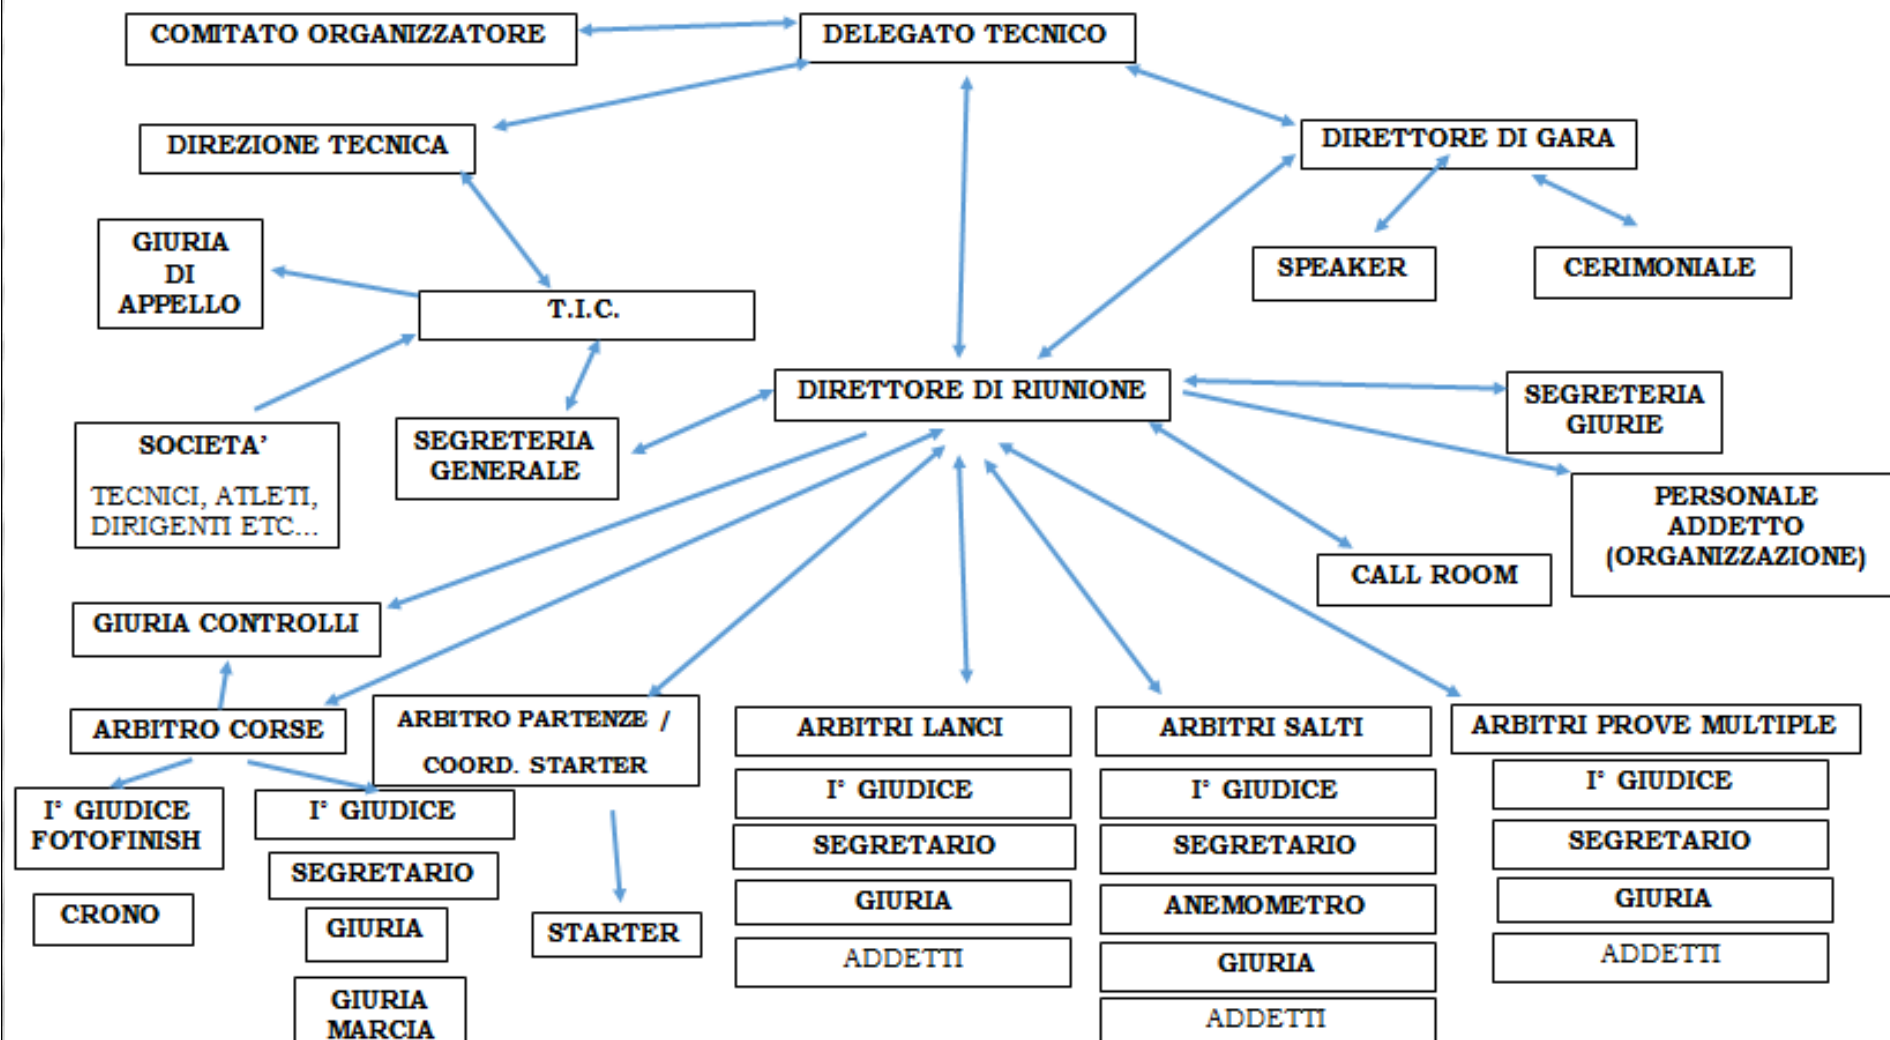 COMITATO ORGANIZZATORE
DELEGATO TECNICO
DIREZIONE TECNICA
DIRETTORE DI GARA
GIURIA
DI
APPELLO
T.I.C.
SPEAKER
CERIMONIALE
DIRETTORE DI RIUNIONE
SEGRETERIA
GIURIE
SOCIETA’
TECNICI, ATLETI,
DIRIGENTI ETC...
SEGRETERIA
GENERALE
PERSONALE
ADDETTO
(ORGANIZZAZIONE)
CALL ROOM
GIURIA CONTROLLI
ARBITRO CORSE
ARBITRO PARTENZE /
COORD. STARTER
ARBITRI LANCI
ARBITRI SALTI
ARBITRI PROVE MULTIPLE
I° GIUDICE
FOTOFINISH
CRONO
I° GIUDICE
SEGRETARIO
GIURIA
GIURIA
MARCIA
STARTER
I° GIUDICE
SEGRETARIO
GIURIA
ADDETTI
I° GIUDICE
SEGRETARIO
ANEMOMETRO
GIURIA
ADDETTI
I° GIUDICE
SEGRETARIO
GIURIA
ADDETTI